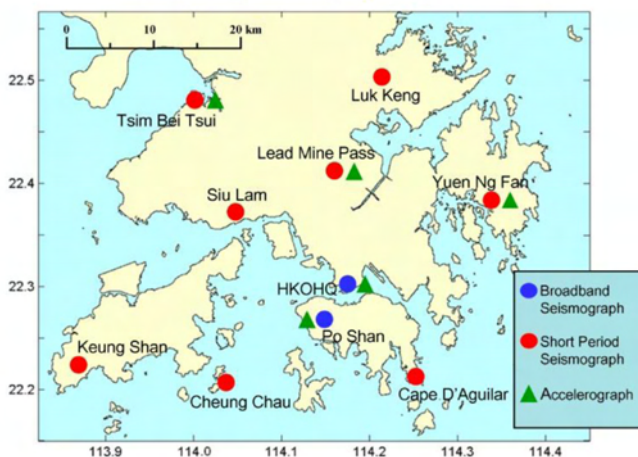 0 10 20 km
22.5
Luk Keng
Tsim Bei Tsui
Lead Mine Pass
22.4
Yuen Ng Fan
Siu Lam
22.3
HKOHQ
Broadband
Seismograph
Po Shan
Keung Shan
Short Period
Seismograph
22.2
Cheung Chau
Cape D'Aguilar
Accelerograph
113.9 114.0 114.1 114.2 114.3 114.4